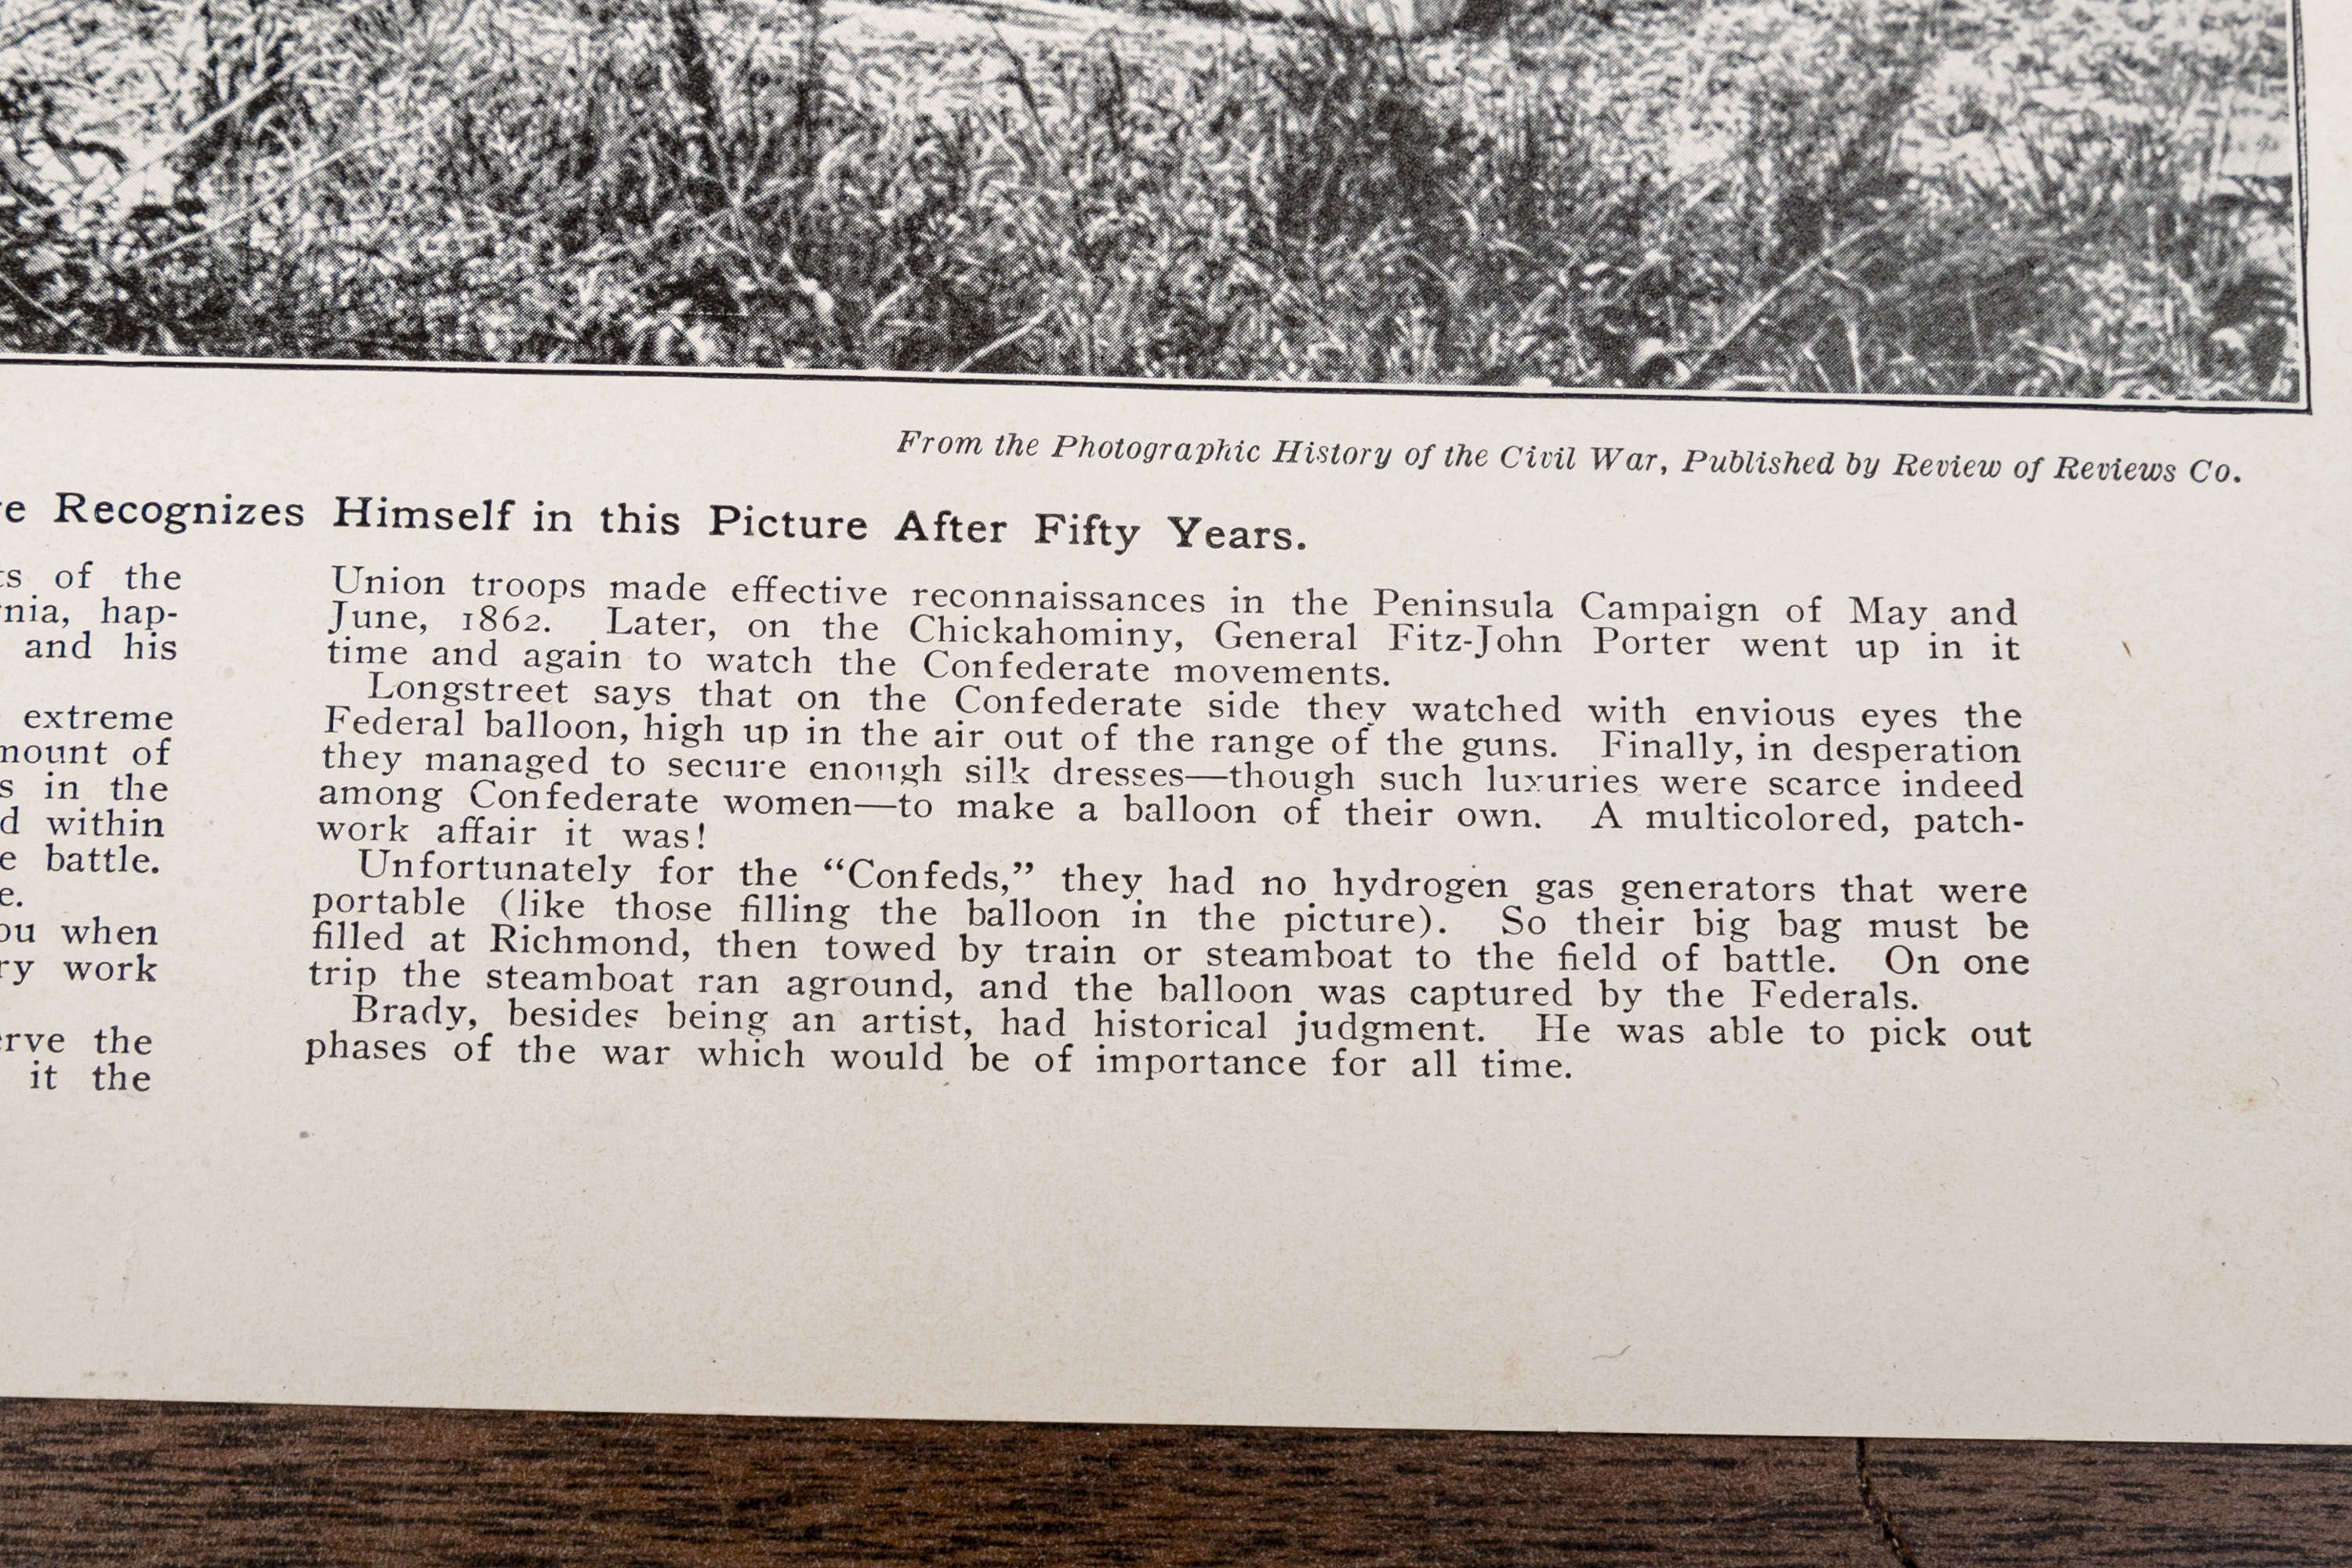 From the Photographic History of the Civil War, Published by Review of Reviews Co.
Recognizes Himself in this Picture After Fifty Years.
of the
hap-
and his
extreme
of
in the
within
battle.
when
work
the
it the
Union troops made effective reconnaissances in the Peninsula Campaign of May and
June, 1862. Later, on the Chickahominy, General Fitz-John Porter went up in it
time and again to watch the Confederate movements.
Longstreet says that on the Confederate side they watched with envious eyes the
Federal balloon, high up in the air out of the range of the guns. Finally, in desperation
they managed to secure enough silk dresses—though such luxuries were scarce indeed
among Confederate women—to make a balloon of their own. A multicolored, patch-
work affair it was!
Unfortunately for the “Confeds,” they had no hydrogen gas generators that were
portable (like those filling the balloon in the picture). So their big bag must be
filled at Richmond, then towed by train or steamboat to the field of battle. On one
trip the steamboat ran aground, and the balloon was captured by the Federals.
Brady, besides being an artist, had historical judgment. He was able to pick out
phases of the war which would be of importance for all time.